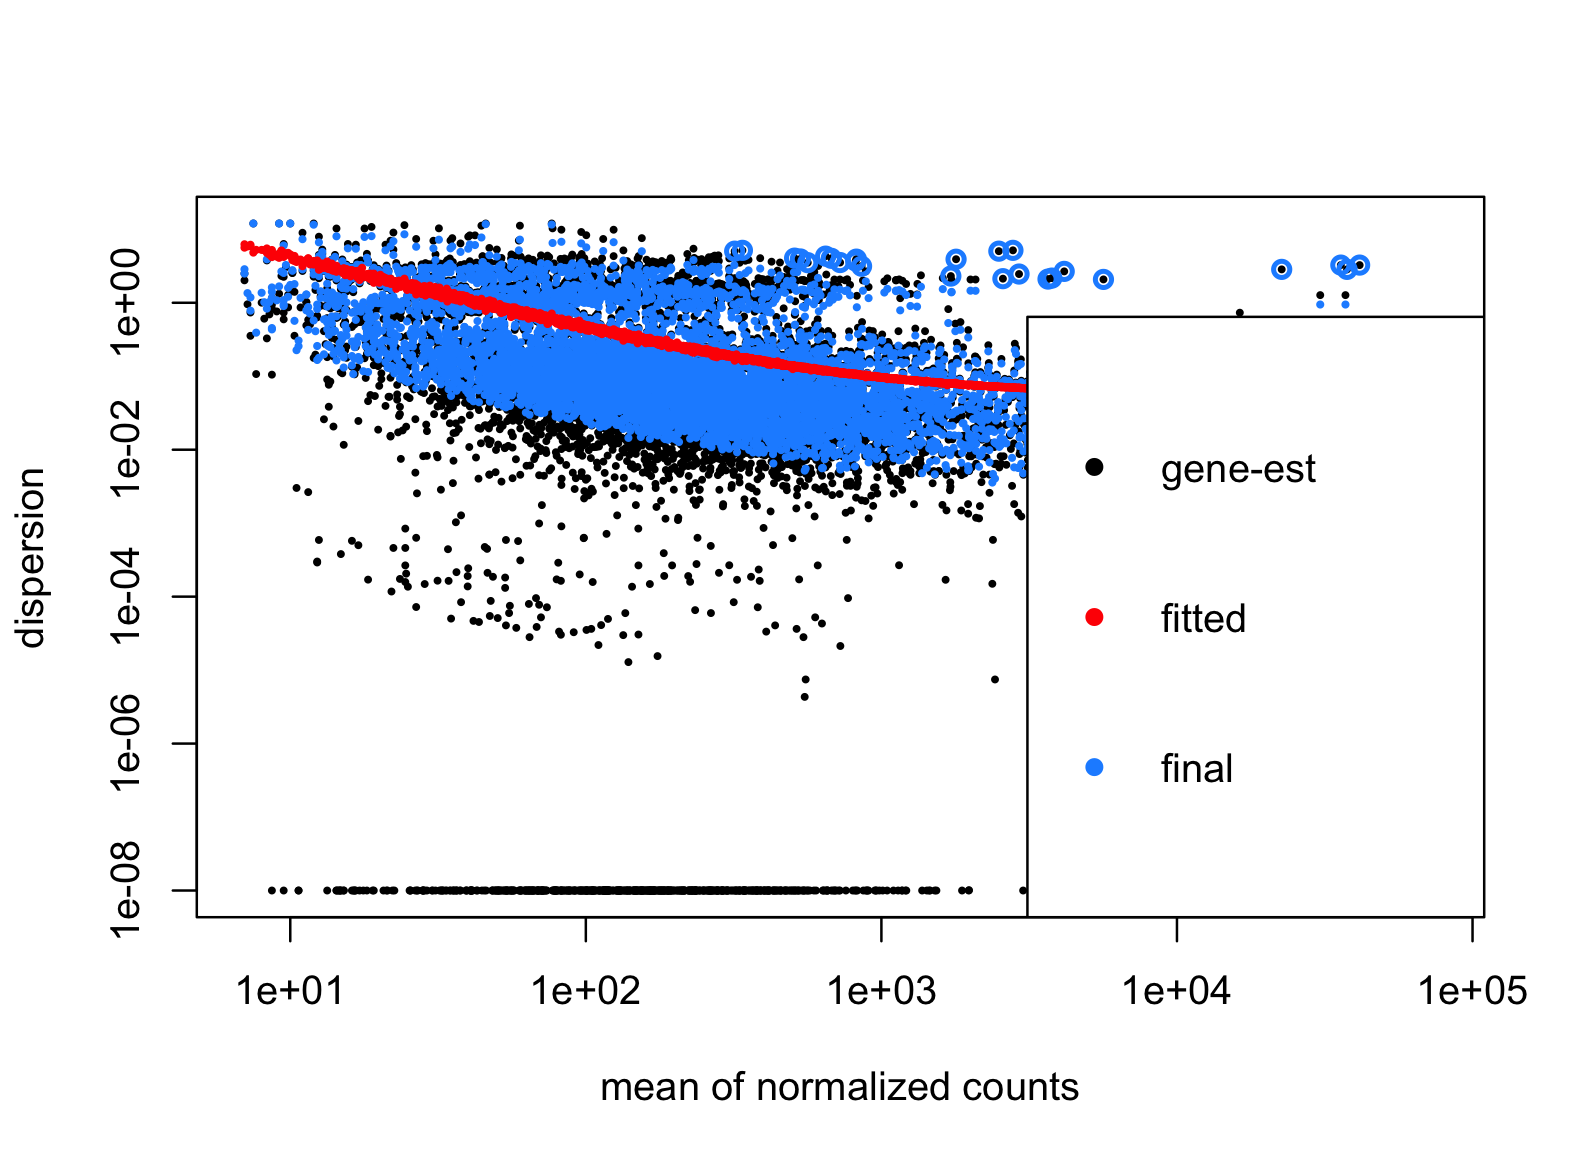 dispersion
1e+00
1e-02
1e-04
1e-06
1e-08
gene-est
fitted
final
1e+01 1e+02 1e+03 1e+04 1e+05
mean of normalized counts